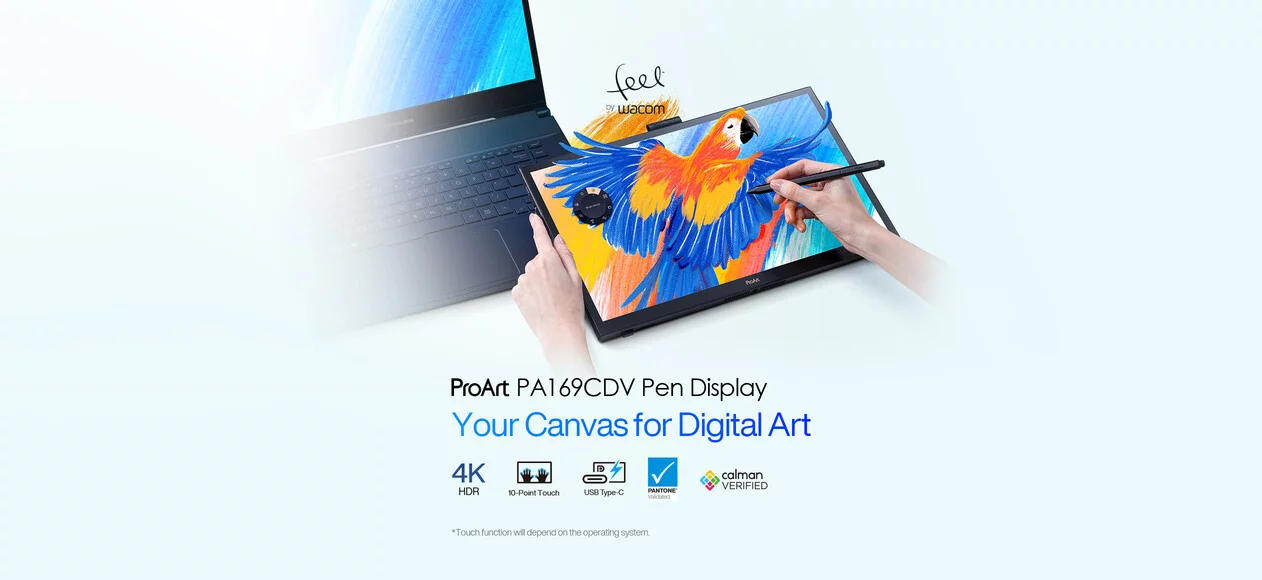 feel
by wacom
ProArt
ProArt PA169CDV Pen Display
Your Canvas for Digital Art
4K
HDR
10-Point Touch
USB Type-C
PANTONE®
Validated
calman
VERIFIED
*Touch function will depend on the operating system.